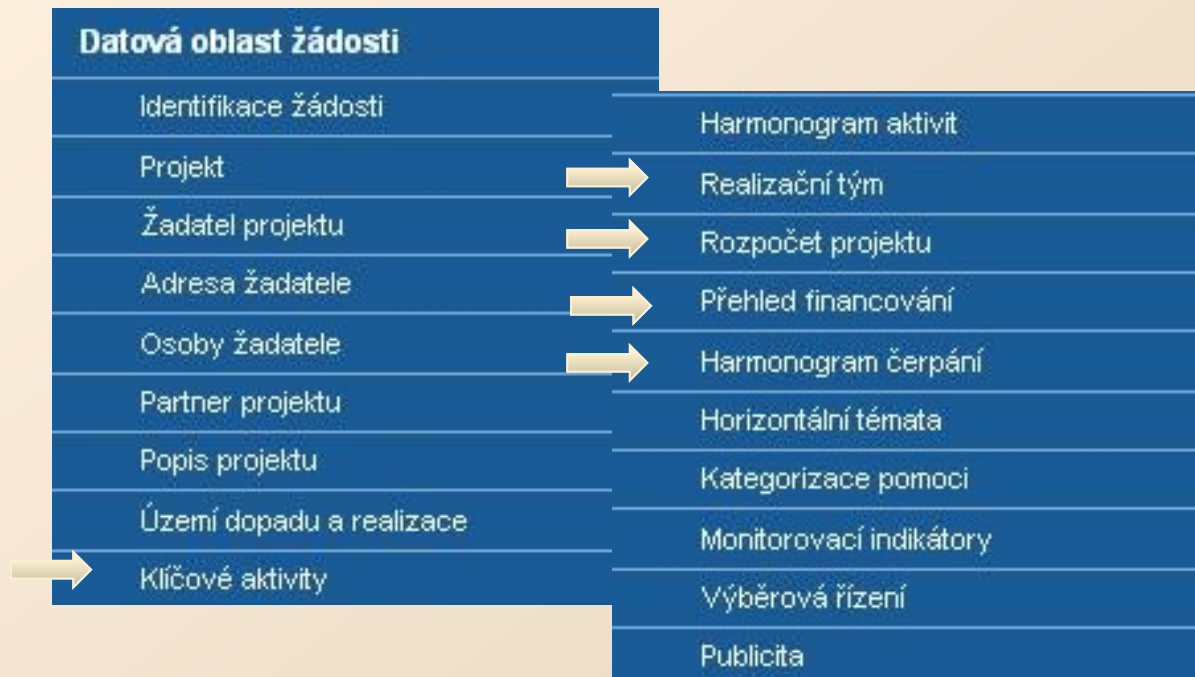 Datová oblast žádosti
Identifikace žádosti
Projekt
Žadatel projektu
Adresa žadatele
Osoby žadatele
Partner projektu
Popis projektu
Území dopadu a realizace
Klíčové aktivity
Harmonogram aktivit
Realizační tým
Rozpočet projektu
Přehled financování
Harmonogram čerpání
Horizontální témata
Kategorizace pomoci
Monitorovací indikátory
Výběrová řízení
Publicita